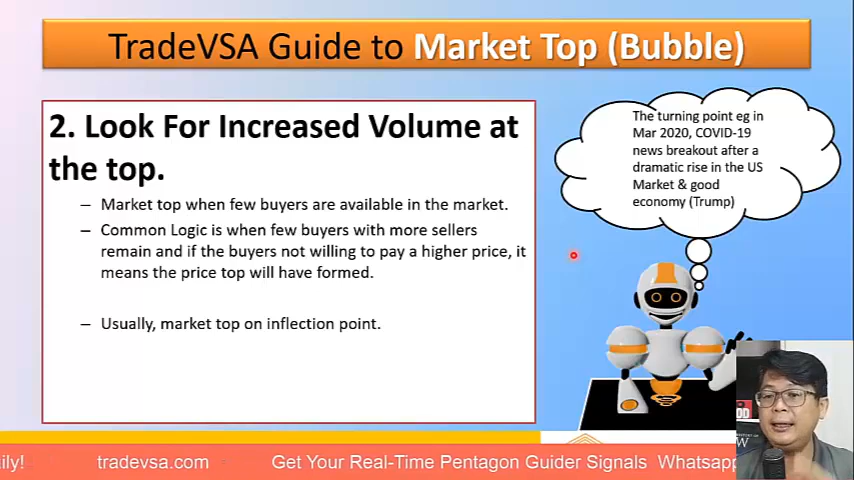 TradeVSA Guide to Market Top (Bubble)
2. Look For Increased Volume at
the top.
– Market top when few buyers are available in the market.
– Common Logic is when few buyers with more sellers
remain and if the buyers not willing to pay a higher price, it
means the price top will have formed.
– Usually, market top on inflection point.
The turning point eg in
Mar 2020, COVID-19
news breakout after a
dramatic rise in the US
Market & good
economy (Trump)
aily! tradevsa.com Get Your Real-Time Pentagon Guider Signals Whatsapp